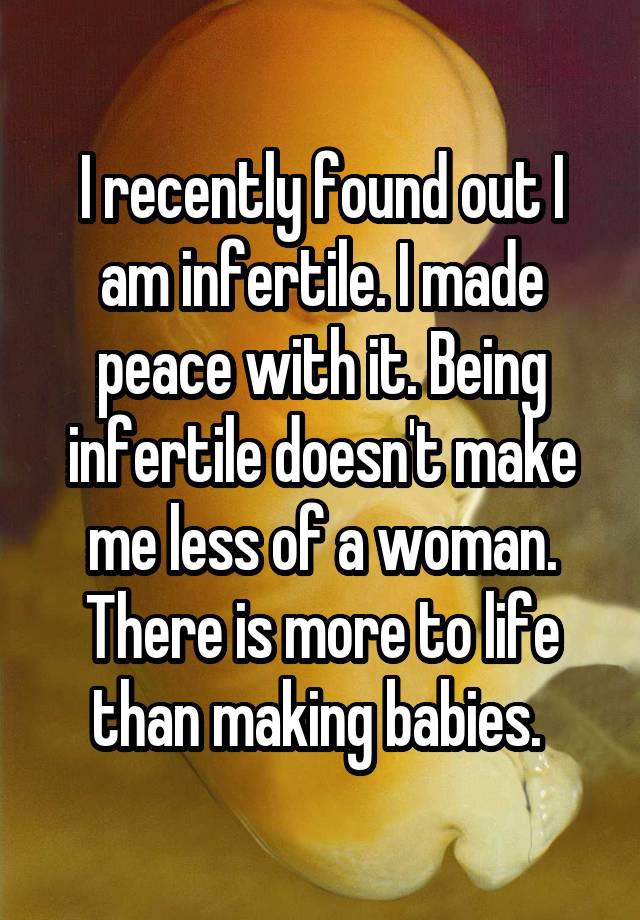 I recently found out I
am infertile. I made
peace with it. Being
infertile doesn't make
me less of a woman.
There is more to life
than making babies.